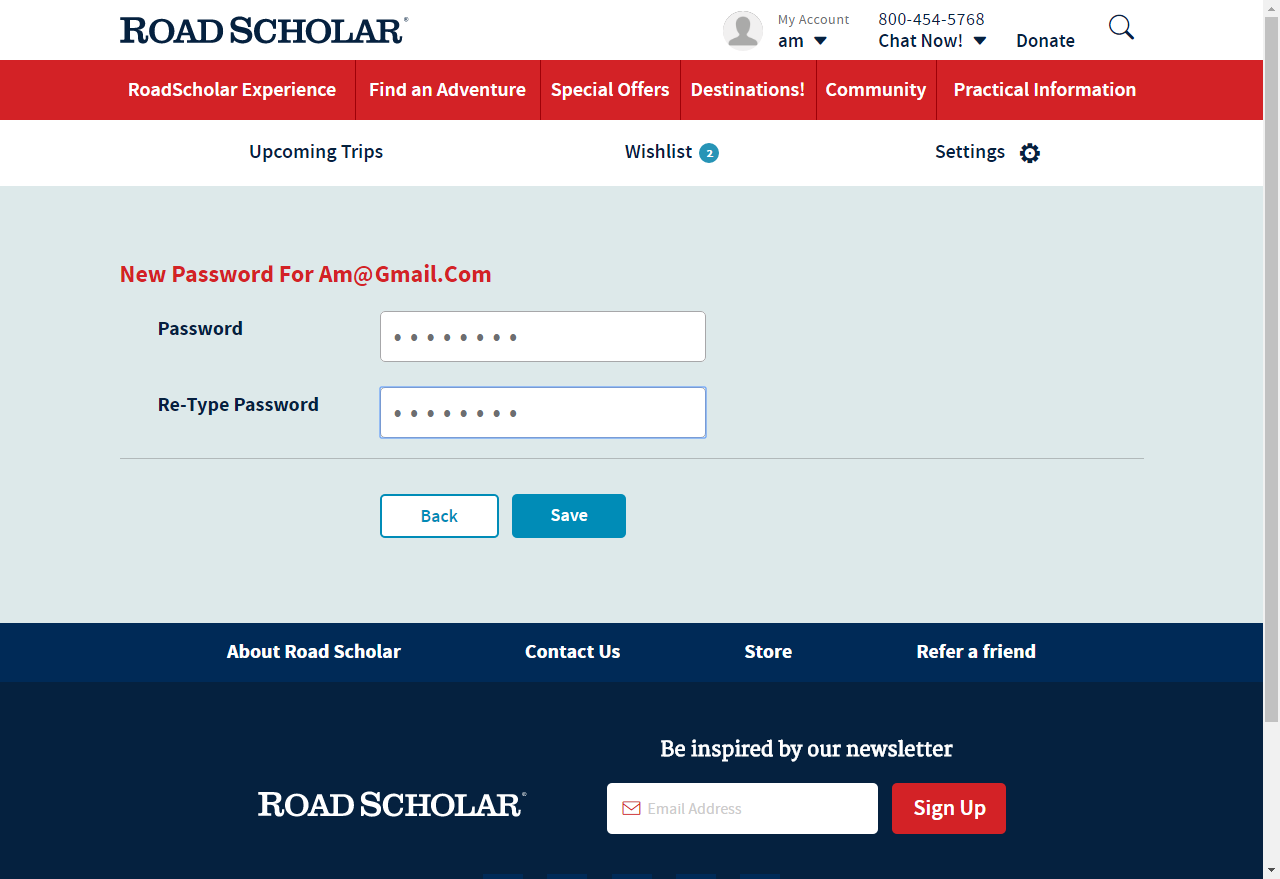 ROAD SCHOLAR®
My Account
am
800-454-5768
Chat Now!
Donate
RoadScholar Experience
Find an Adventure
Special Offers
Destinations!
Community
Practical Information
Upcoming Trips
Wishlist 2
Settings
New Password For Am@Gmail.Com
Password
Re-Type Password
Back
Save
About Road Scholar
Contact Us
Store
Refer a friend
Be inspired by our newsletter
ROAD SCHOLAR®
Email Address
Sign Up